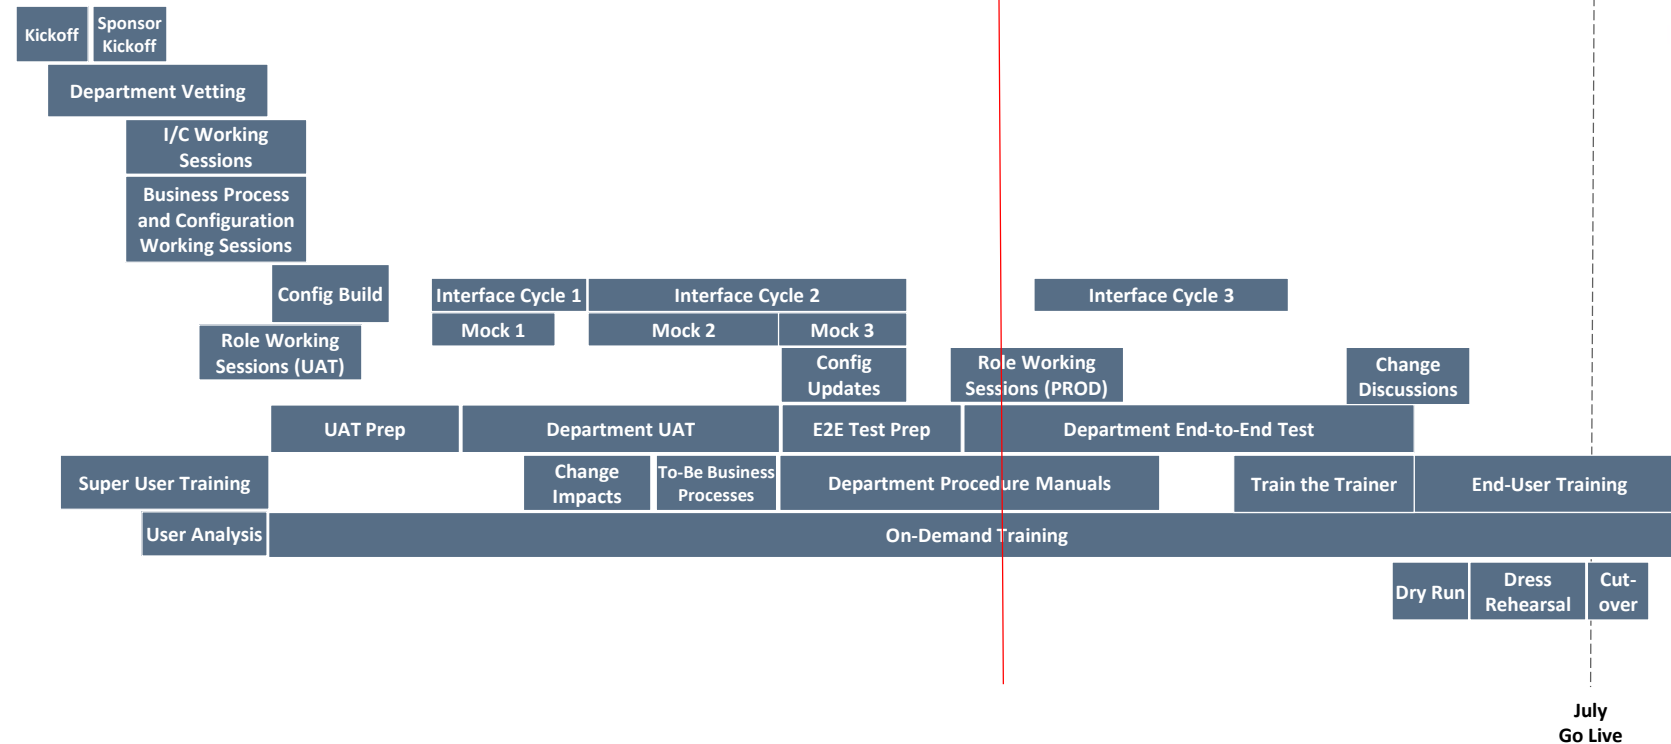 Kickoff
Sponsor
Kickoff
Department Vetting
I/C Working
Sessions
Business Process
and Configuration
Working Sessions
Config Build
Interface Cycle 1
Interface Cycle 2
Interface Cycle 3
Mock 1
Mock 2
Mock 3
Role Working
Sessions (UAT)
Config
Updates
Role Working
Sessions (PROD)
Change
Discussions
UAT Prep
Department UAT
E2E Test Prep
Department End-to-End Test
Super User Training
Change
Impacts
To-Be Business
Processes
Department Procedure Manuals
Train the Trainer
End-User Training
User Analysis
On-Demand Training
Dry Run
Dress
Rehearsal
Cut-
over
July
Go Live